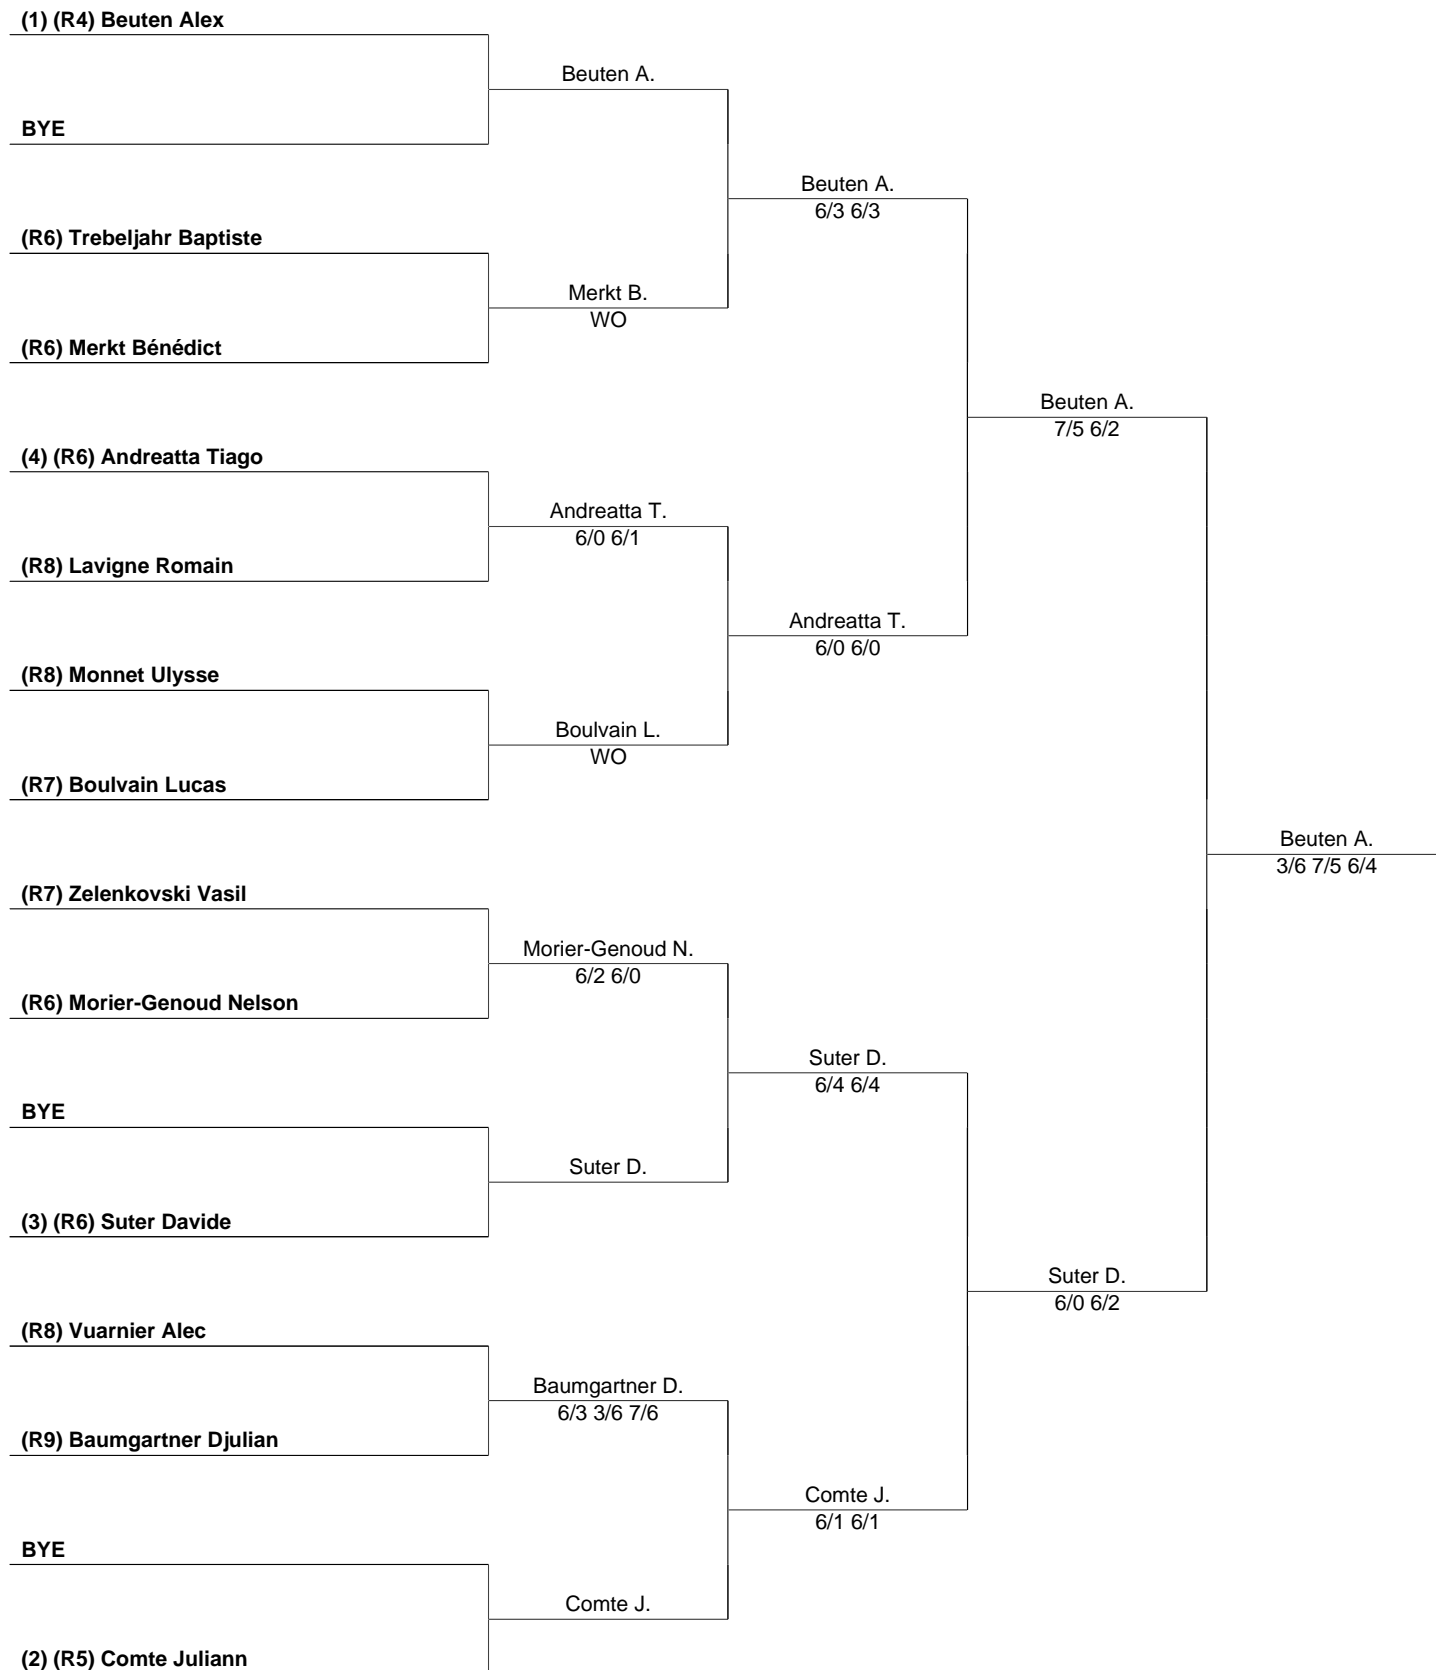 (1) (R4) Beuten Alex
Beuten A.
BYE
Beuten A.
6/3 6/3
(R6) Trebeljahr Baptiste
Merkt B.
WO
(R6) Merkt Bénédict
Beuten A.
7/5 6/2
(4) (R6) Andreatta Tiago
Andreatta T.
6/0 6/1
(R8) Lavigne Romain
Andreatta T.
6/0 6/0
(R8) Monnet Ulysse
Boulvain L.
WO
(R7) Boulvain Lucas
Beuten A.
3/6 7/5 6/4
(R7) Zelenkovski Vasil
Morier-Genoud N.
6/2 6/0
(R6) Morier-Genoud Nelson
Suter D.
6/4 6/4
BYE
Suter D.
(3) (R6) Suter Davide
Suter D.
6/0 6/2
(R8) Vuarnier Alec
Baumgartner D.
6/3 3/6 7/6
(R9) Baumgartner Djulian
Comte J.
6/1 6/1
BYE
Comte J.
(2) (R5) Comte Juliann